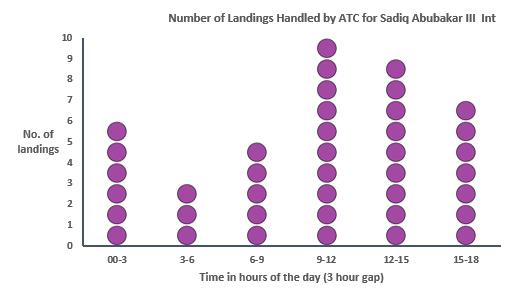 Number of Landings Handled by ATC for Sadiq Abubakar III Int
10
9
8
7
6
5
4
3
2
1
0
No. of
landings
00-3 3-6 6-9 9-12 12-15 15-18
Time in hours of the day (3 hour gap)